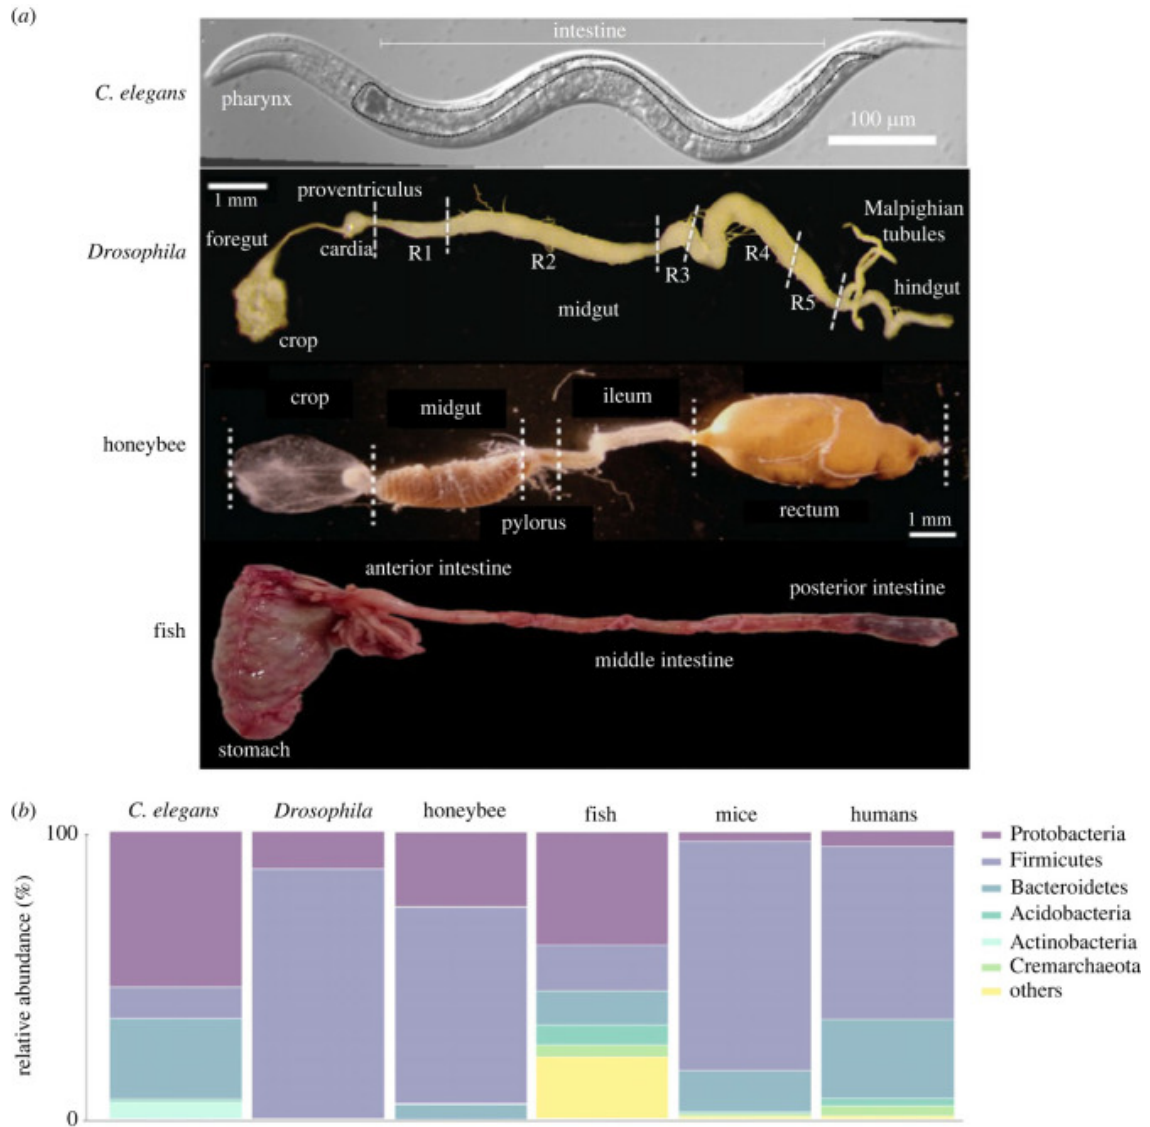 (a)
intestine
C. elegans
pharynx
100 µm
1 mm
proventriculus
Malpighian
tubules
foregut
cardia
Drosophila
R1
R2
R3
R4
R5
hindgut
midgut
crop
crop
midgut
ileum
honeybee
pylorus
rectum
1 mm
anterior intestine
posterior intestine
fish
middle intestine
stomach
(b)
C. elegans
Drosophila
honeybee
fish
mice
humans
100
0
relative abundance (%)
Protobacteria
Firmicutes
Bacteroidetes
Acidobacteria
Actinobacteria
Cremarchaeota
others